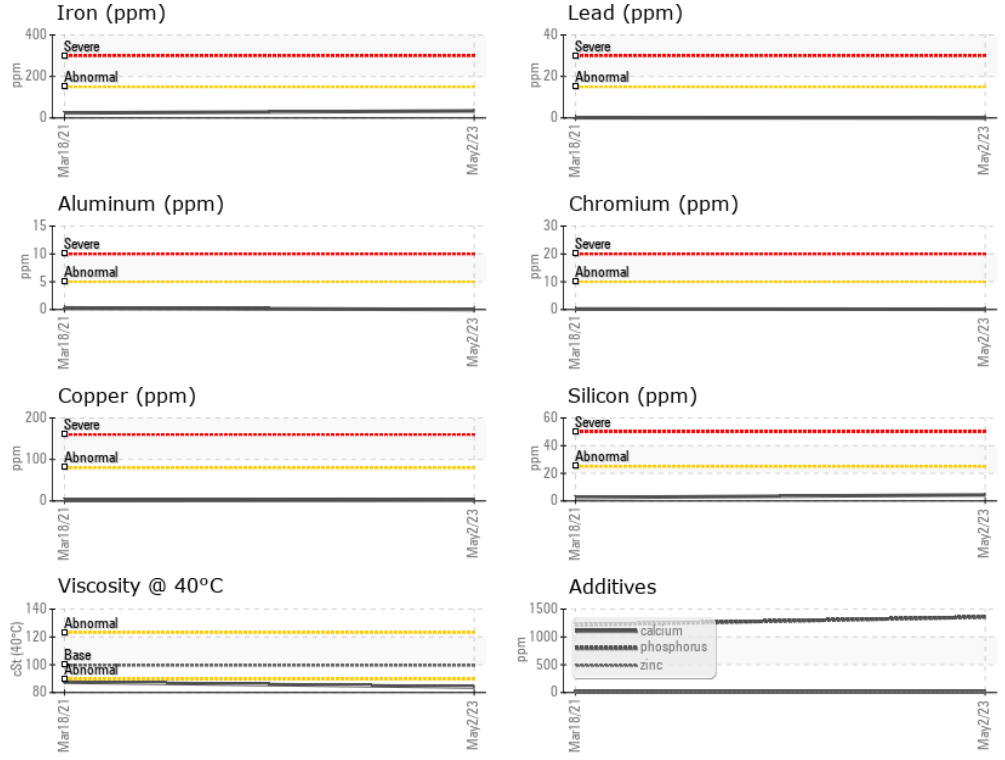 Iron (ppm)
400
200
0
ppm
Severe
Abnormal
Mar18/21
May2/23
Lead (ppm)
40
20
0
ppm
Severe
Abnormal
Mar18/21
May2/23
Aluminum (ppm)
15
10
5
0
ppm
Severe
Abnormal
Mar18/21
May2/23
Chromium (ppm)
30
20
10
0
ppm
Severe
Abnormal
Mar18/21
May2/23
Copper (ppm)
200
100
0
ppm
Severe
Abnormal
Mar18/21
May2/23
Silicon (ppm)
60
40
20
0
ppm
Severe
Abnormal
Mar18/21
May2/23
Viscosity @ 40°C
140
120
100
80
cSt (40°C)
Abnormal
Base
Abnormal
Mar18/21
May2/23
Additives
1500
1000
500
0
ppm
calcium
phosphorus
zinc
Mar18/21
May2/23